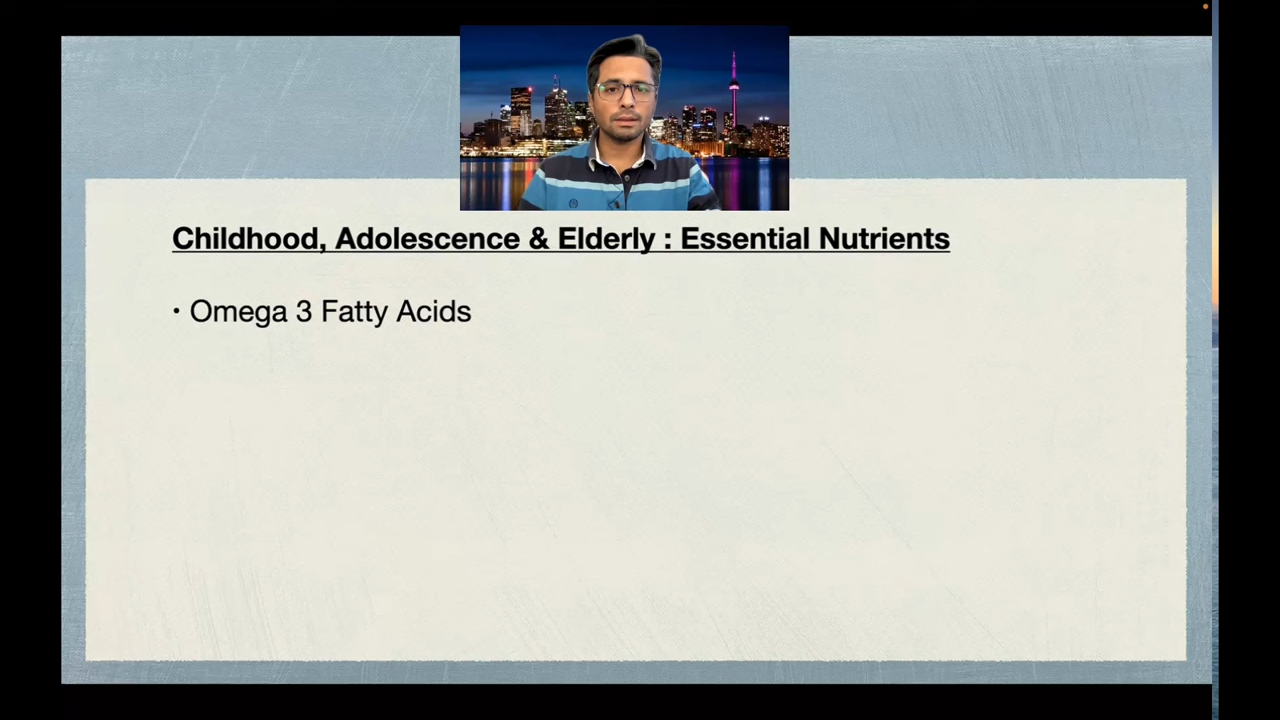 Childhood, Adolescence & Elderly : Essential Nutrients
• Omega 3 Fatty Acids